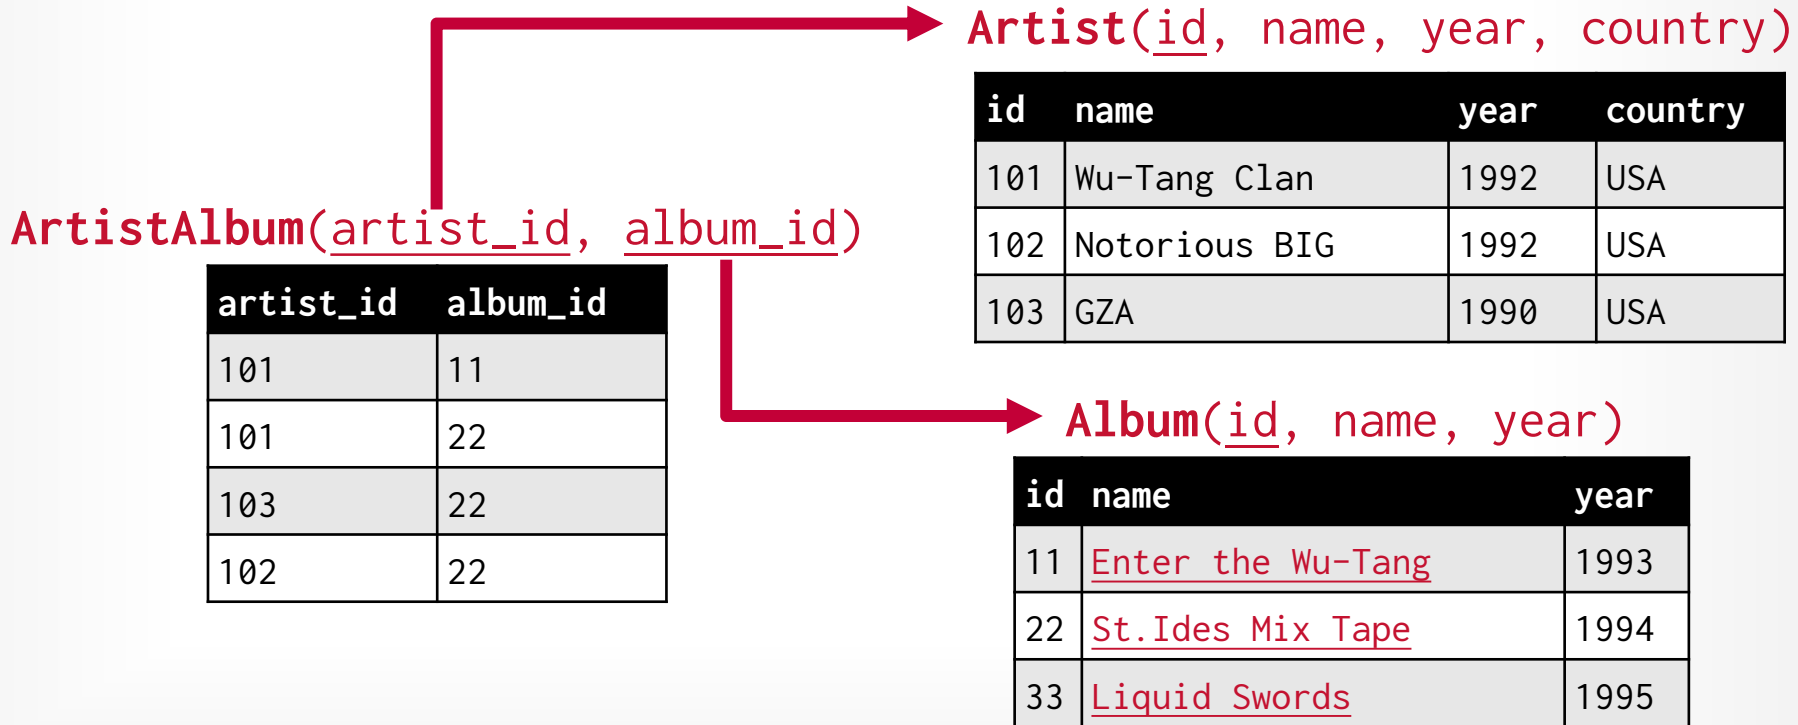 Artist(id, name, year, country)
id name year country
101 Wu-Tang Clan 1992 USA
102 Notorious BIG 1992 USA
103 GZA 1990 USA
ArtistAlbum(artist_id, album_id)
artist_id album_id
101 11
101 22
103 22
102 22
Album(id, name, year)
id name year
11 Enter the Wu-Tang 1993
22 St.Ides Mix Tape 1994
33 Liquid Swords 1995